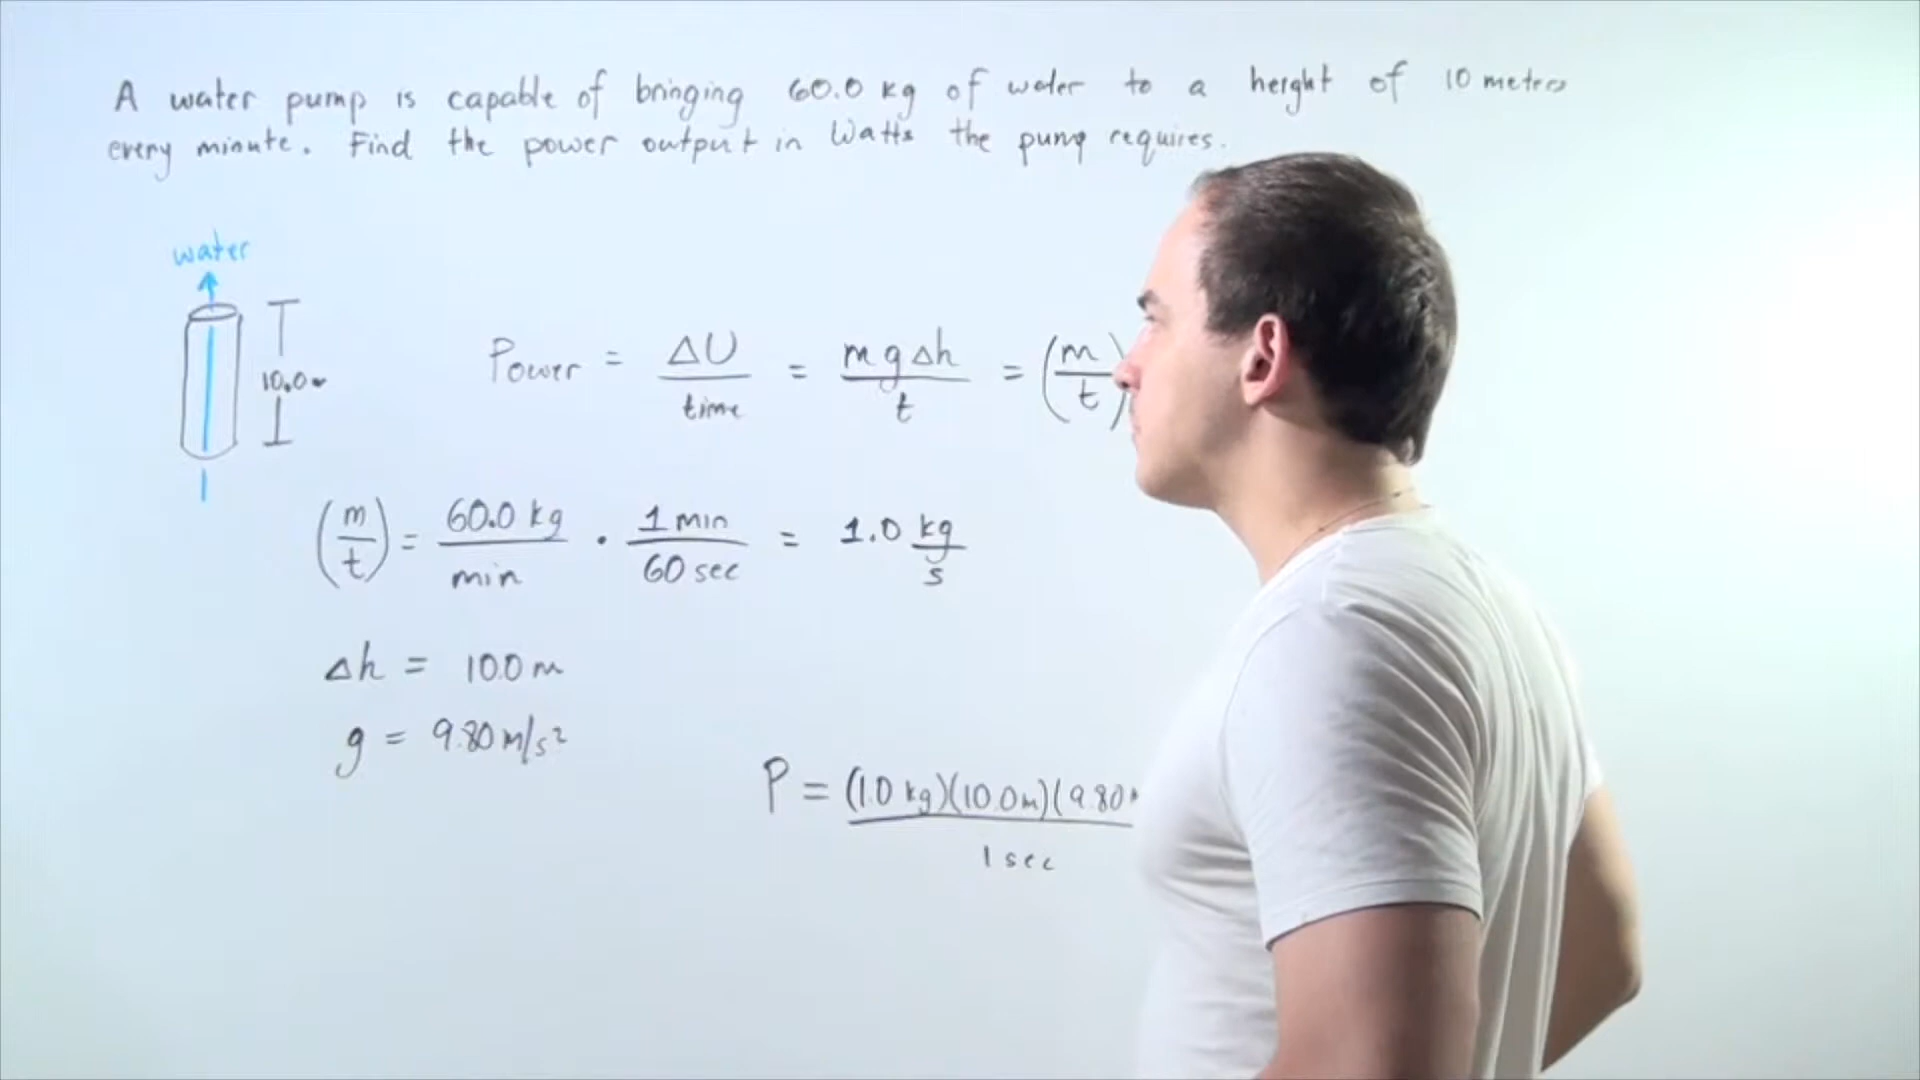 A water pump is capable of bringing 60.0 kg of water to a height of 10 meters
every minute. Find the power output in Watts the pump requires.
water
10.0m
Power = ΔU / time = mgΔh / t = (m / t)
(m / t) = 60.0 kg / min · 1 min / 60 sec = 1.0 kg / s
Δh = 10.0 m
g = 9.80 m/s²
P = (1.0 kg)(10.0m)(9.80 / 1 sec